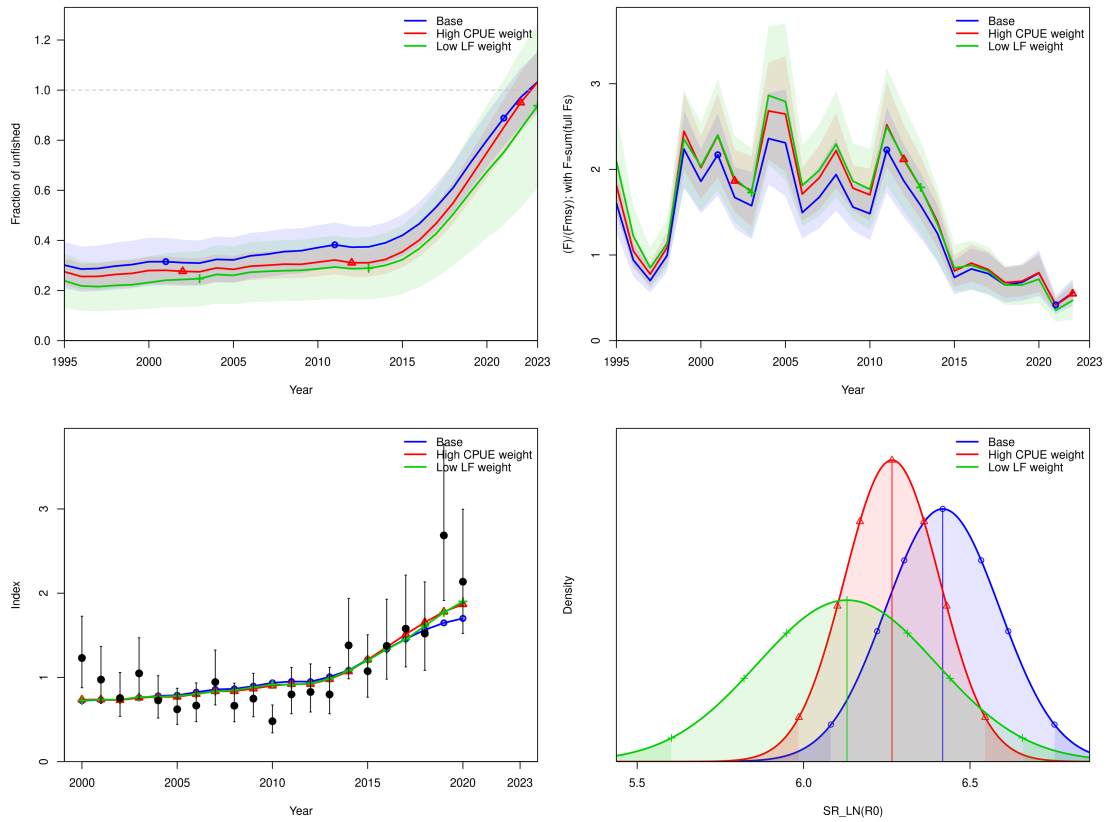 Base
High CPUE weight
Low LF weight
Fraction of unfished
0.0
0.2
0.4
0.6
0.8
1.0
1.2
1995 2000 2005 2010 2015 2020 2023
Year
Base
High CPUE weight
Low LF weight
(F)/(Fmsy); with F=sum(full Fs)
0
1
2
3
1995 2000 2005 2010 2015 2020 2023
Year
Base
High CPUE weight
Low LF weight
Index
0
1
2
3
2000 2005 2010 2015 2020 2023
Year
Base
High CPUE weight
Low LF weight
Density
5.5 6.0 6.5
SR_LN(R0)